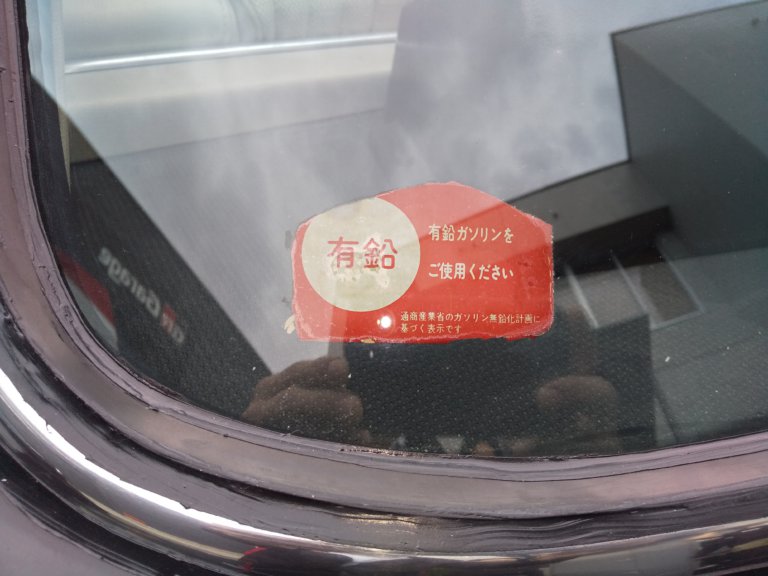 有鉛
有鉛ガソリンを
ご使用ください
通商産業省のガソリン無鉛化計画に
基づく表示です
Garage